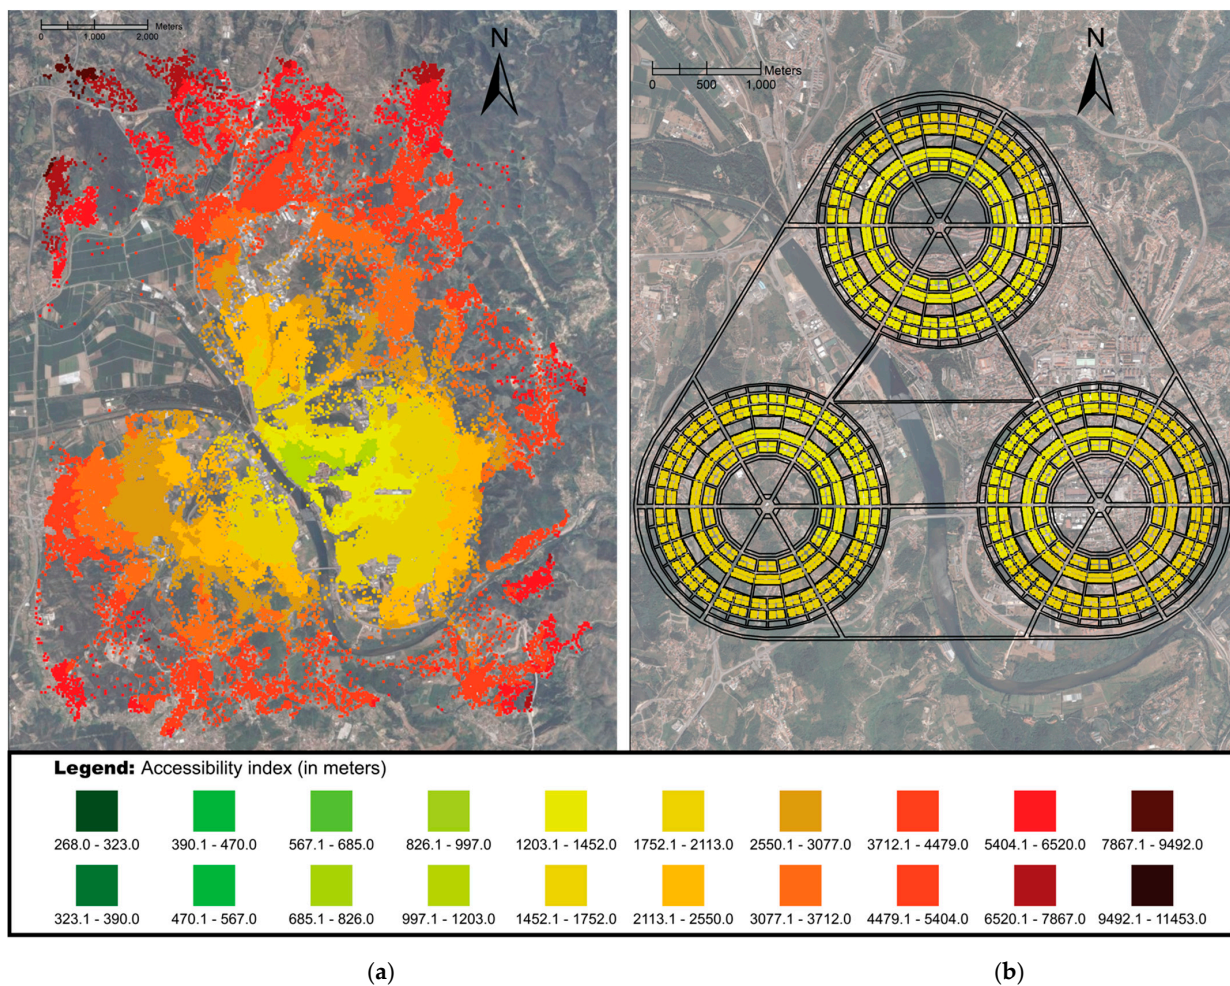 Meters
0 1.000 2.000
N
Meters
0 500 1,000
N
Legend: Accessibility index (in meters)
268.0 - 323.0 390.1 - 470.0 567.1 - 685.0 826.1 - 997.0 1203.1 - 1452.0 1752.1 - 2113.0 2550.1 - 3077.0 3712.1 - 4479.0 5404.1 - 6520.0 7867.1 - 9492.0
323.1 - 390.0 470.1 - 567.0 685.1 - 826.0 997.1 - 1203.0 1452.1 - 1752.0 2113.1 - 2550.0 3077.1 - 3712.0 4479.1 - 5404.0 6520.1 - 7867.0 9492.1 - 11453.0
(a) (b)